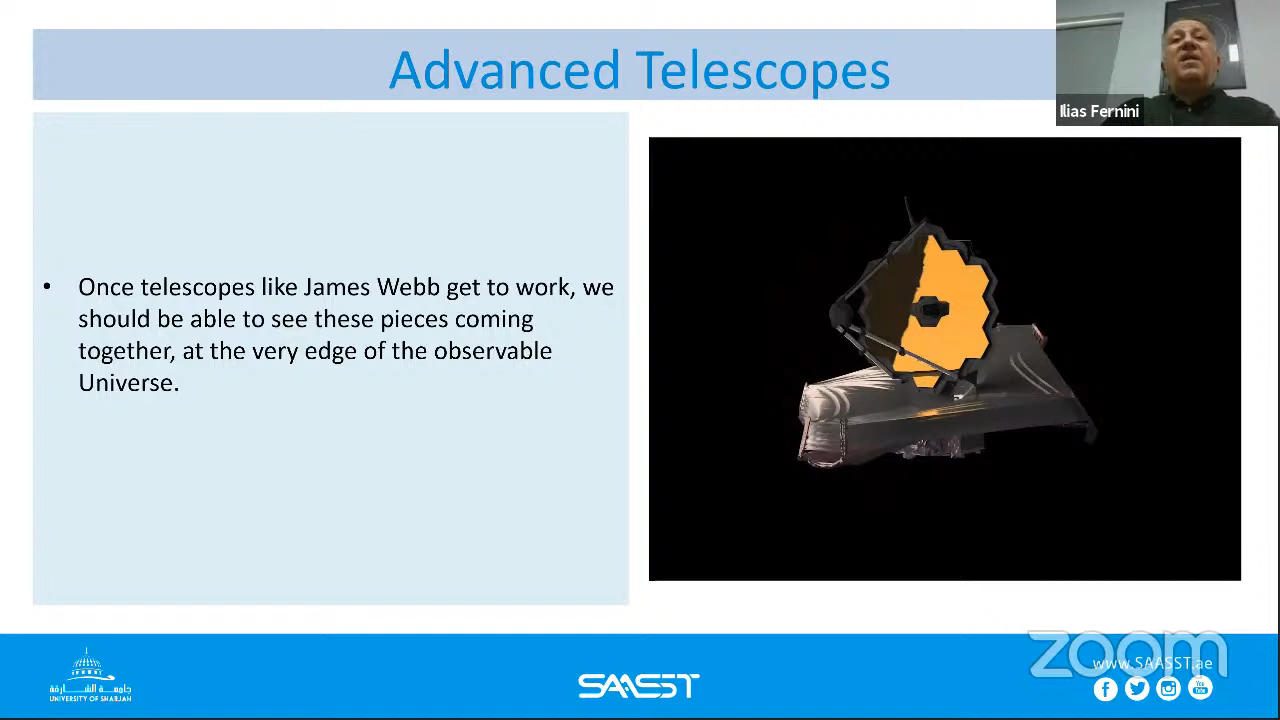 Advanced Telescopes
Ilias Fernini
• Once telescopes like James Webb get to work, we
should be able to see these pieces coming
together, at the very edge of the observable
Universe.
جامعة الشارقة
UNIVERSITY OF SHARJAH
SAASST
zoom
www.SAASST.ae
You
Tube